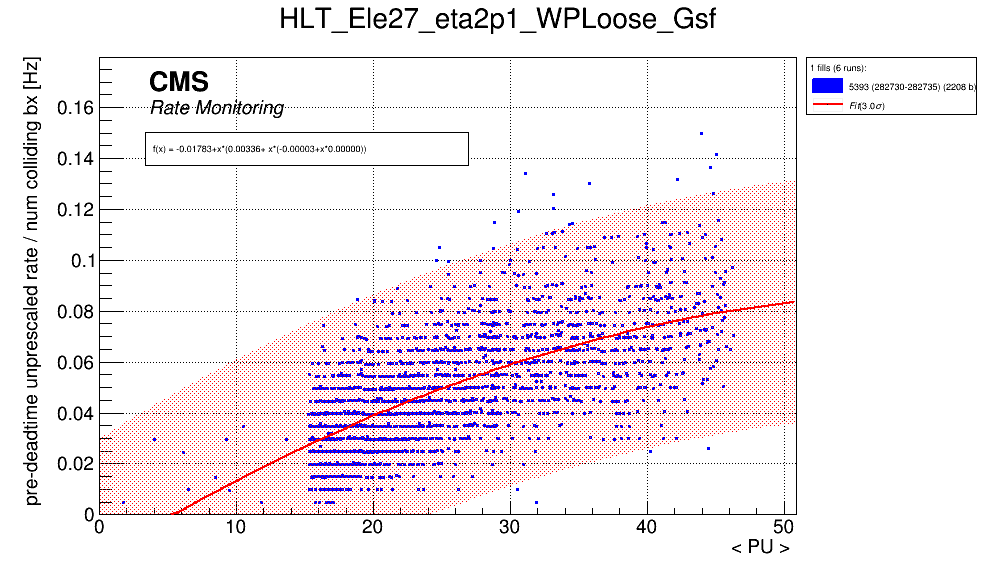 HLT_Ele27_eta2p1_WPLoose_Gsf
pre-deadtime unprescaled rate / num colliding bx [Hz]
CMS
Rate Monitoring
f(x) = -0.01783+x*(0.00336+ x*(-0.00003+x*0.00000))
1 fills (6 runs):
5393 (282730-282735) (2208 b)
Fit(3.0σ)
0.16
0.14
0.12
0.1
0.08
0.06
0.04
0.02
0
0 10 20 30 40 50
< PU >